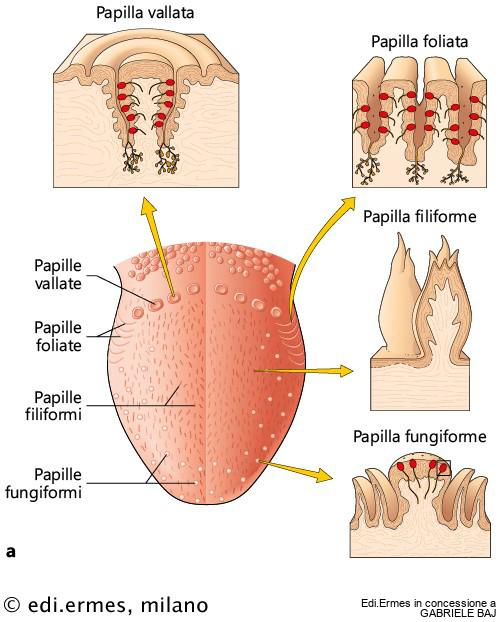 Papilla vallata
Papilla foliata
Papilla filiforme
Papille
vallate
Papille
foliate
Papille
filiformi
Papilla fungiforme
Papille
fungiformi
a
© edi.ermes, milano
Edi.Ermes in concessione a
GABRIELE BAJ